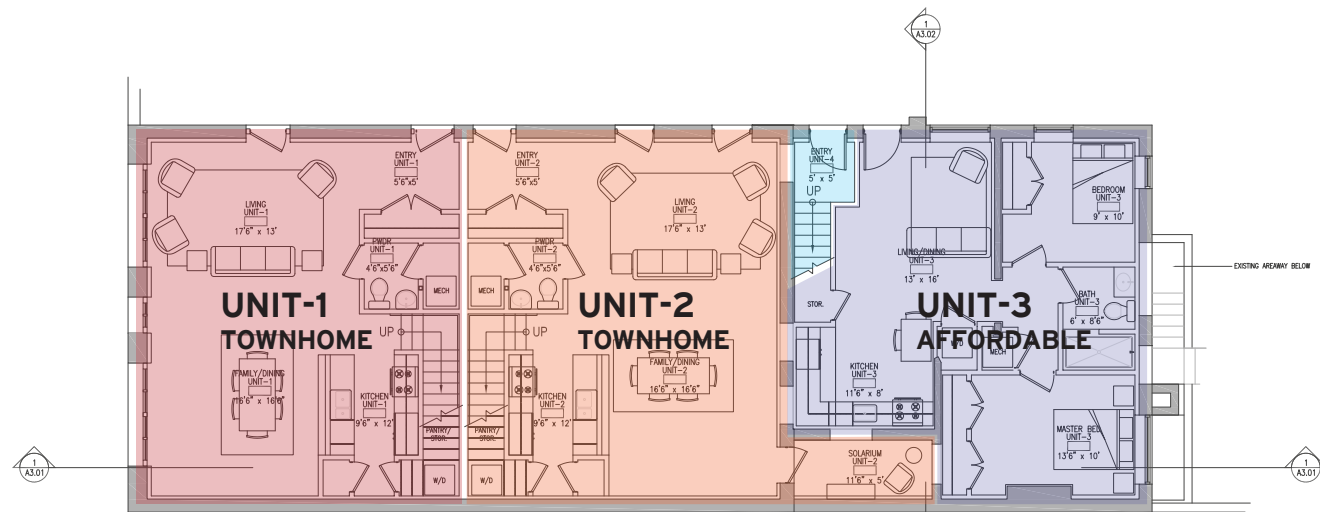 1
A3.02
ENTRY
UNIT-1
5'6"x5'
ENTRY
UNIT-2
5'6"x5'
ENTRY
UNIT-4
5' x 5'
UP
LIVING
UNIT-1
17'6" x 13'
LIVING
UNIT-2
17'6" x 13'
BEDROOM
UNIT-3
9' x 10'
PWDR
UNIT-1
4'6"x5'6"
PWDR
UNIT-2
4'6"x5'6"
LIVING/DINING
UNIT-3
13' x 16'
EXISTING AREAWAY BELOW
MECH
MECH
STOR.
BATH
UNIT-3
6' x 8'6"
UNIT-1
TOWNHOME
UNIT-2
TOWNHOME
UNIT-3
AFFORDABLE
UP
UP
W/D
MECH
FAMILY/DINING
UNIT-1
16'6" x 16'6"
FAMILY/DINING
UNIT-2
16'6" x 16'6"
KITCHEN
UNIT-3
11'6" x 8'
KITCHEN
UNIT-1
9'6" x 12'
KITCHEN
UNIT-2
9'6" x 12'
PANTRY/
STOR.
PANTRY/
STOR.
MASTER BED
UNIT-3
13'6" x 10'
SOLARIUM
UNIT-2
11'6" x 5'
W/D
W/D
1
A3.01
1
A3.01